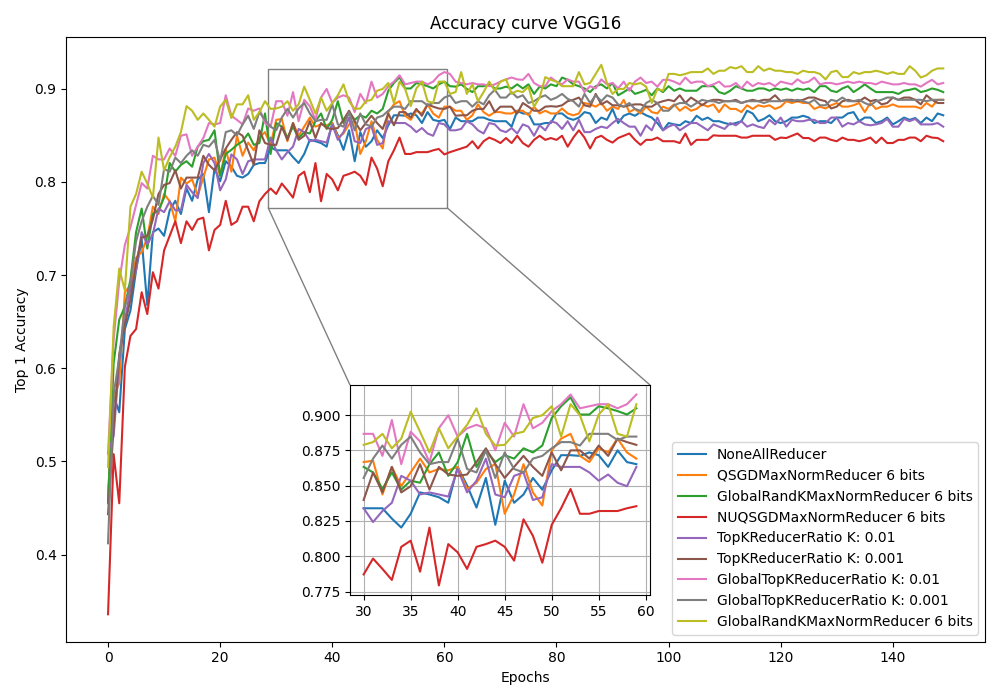 Accuracy curve VGG16
Top 1 Accuracy
0.9
0.8
0.7
0.6
0.5
0.4
0.900
0.875
0.850
0.825
0.800
0.775
30 35 40 45 50 55 60
NoneAllReducer
QSGDMaxNormReducer 6 bits
GlobalRandKMaxNormReducer 6 bits
NUQSGDMaxNormReducer 6 bits
TopKReducerRatio K: 0.01
TopKReducerRatio K: 0.001
GlobalTopKReducerRatio K: 0.01
GlobalTopKReducerRatio K: 0.001
GlobalRandKMaxNormReducer 6 bits
0 20 40 60 80 100 120 140
Epochs